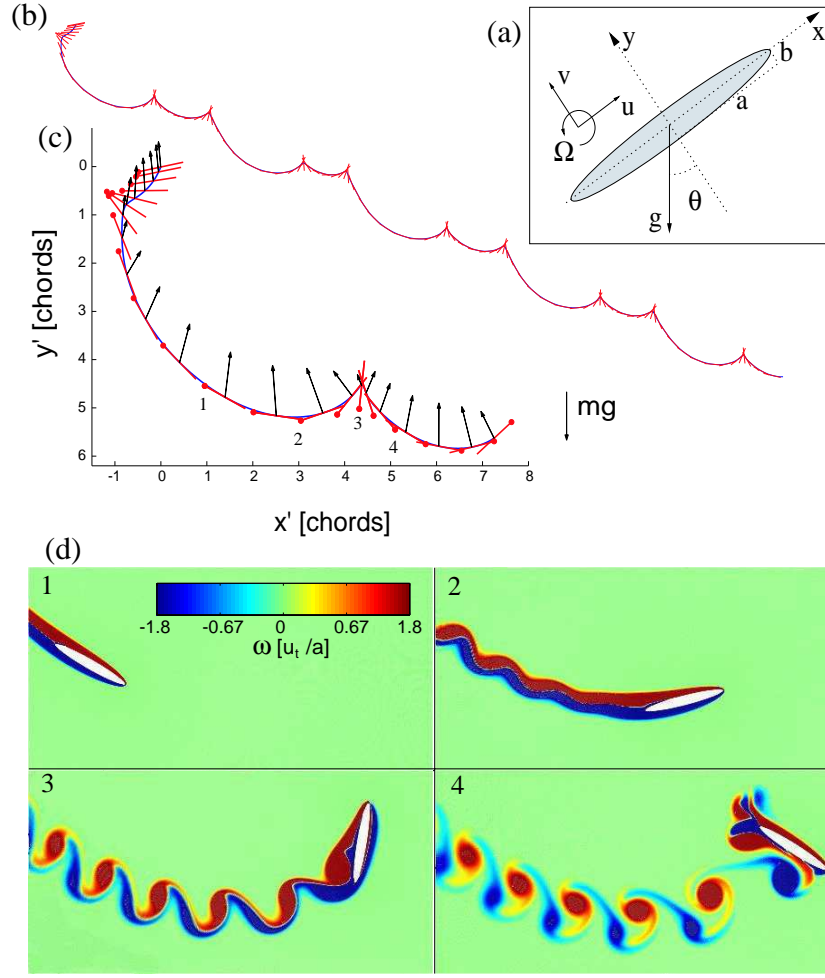 (b)
(a)
y
x
b
v
u
a
Ω
g
θ
(c)
0
1
2
3
4
5
6
y' [chords]
1
2
3
4
-1 0 1 2 3 4 5 6 7 8
x' [chords]
mg
(d)
1
-1.8 -0.67 0 0.67 1.8
ω [u_t /a]
2
3
4